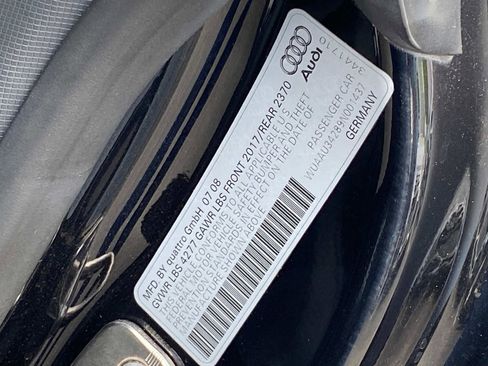 MFD. BY quattro GmbH 07/08
GVWR LBS 4277 GAWR LBS FRONT 2017/REAR 2370
THIS VEHICLE CONFORMS TO ALL APPLICABLE U.S.
FEDERAL MOTOR VEHICLE SAFETY BUMPER AND THEFT
PREVENTION STANDARDS IN EFFECT ON THE DATE OF
MANUFACTURE SHOWN ABOVE
PASSENGER CAR
WUAAU34289N001437
GERMANY
Audi
3441710